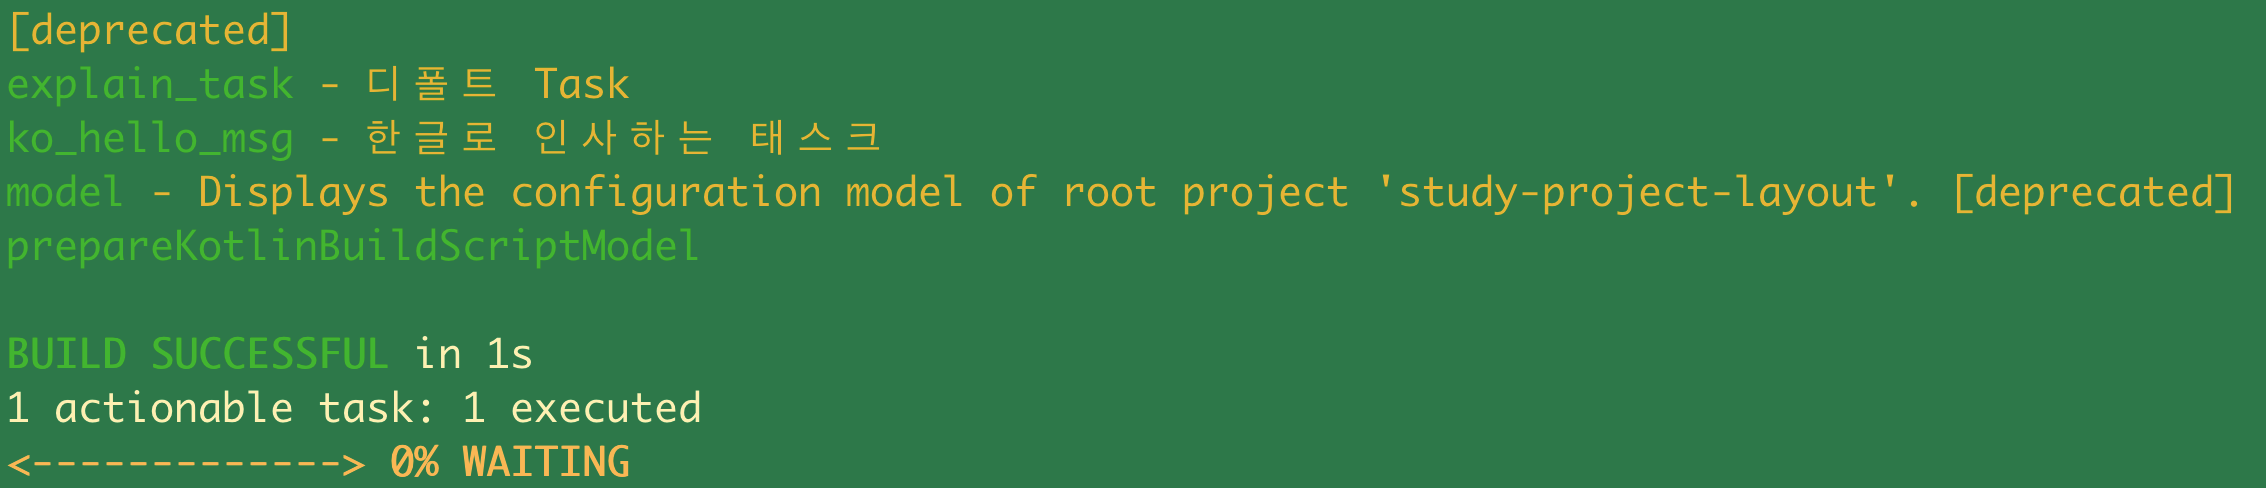 [deprecated]
explain_task - 디폴트 Task
ko_hello_msg - 한글로 인사하는 태스크
model - Displays the configuration model of root project 'study-project-layout'. [deprecated]
prepareKotlinBuildScriptModel
BUILD SUCCESSFUL in 1s
1 actionable task: 1 executed
<-------------> 0% WAITING